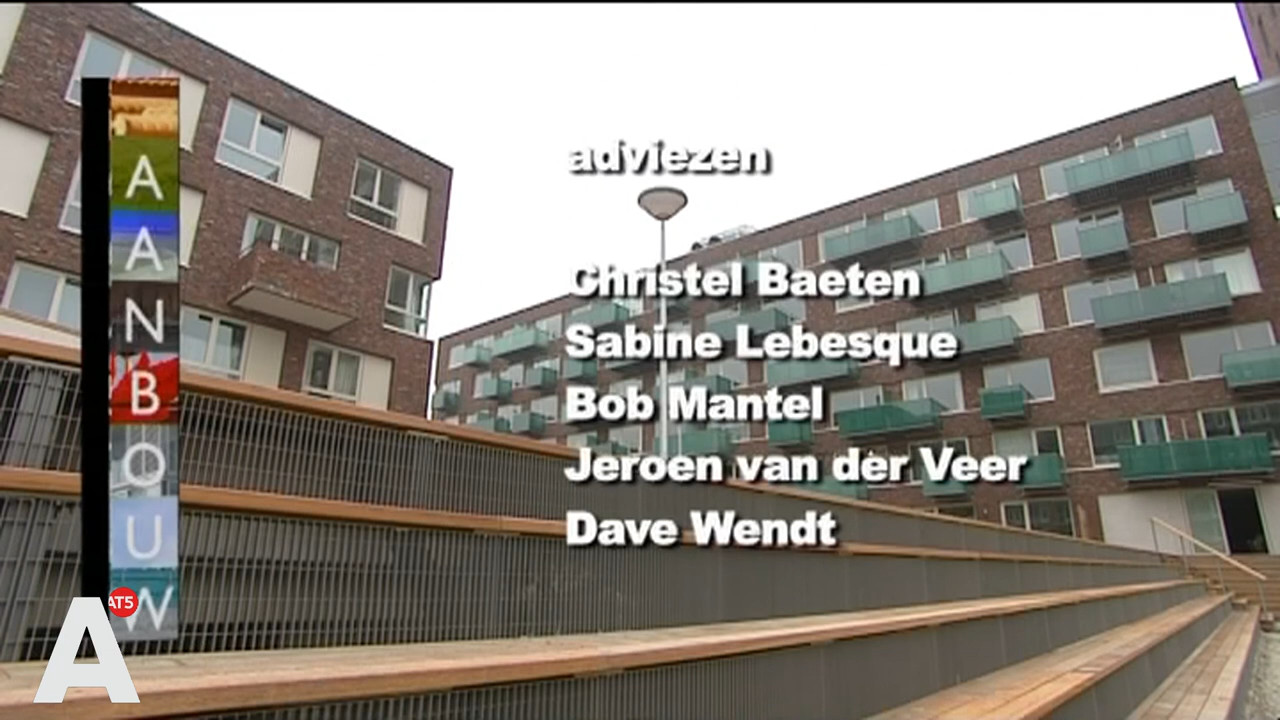 AANBOUW
adviezen
Christel Baeten
Sabine Lebesque
Bob Mantel
Jeroen van der Veer
Dave Wendt
AT5
A